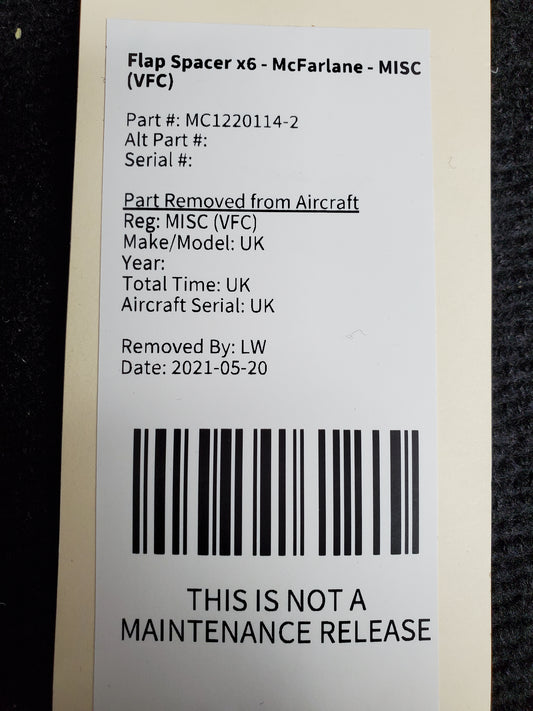 Flap Spacer x6 - McFarlane - MISC
(VFC)
Part #: MC1220114-2
Alt Part #:
Serial #:
Part Removed from Aircraft
Reg: MISC (VFC)
Make/Model: UK
Year:
Total Time: UK
Aircraft Serial: UK
Removed By: LW
Date: 2021-05-20
THIS IS NOT A
MAINTENANCE RELEASE